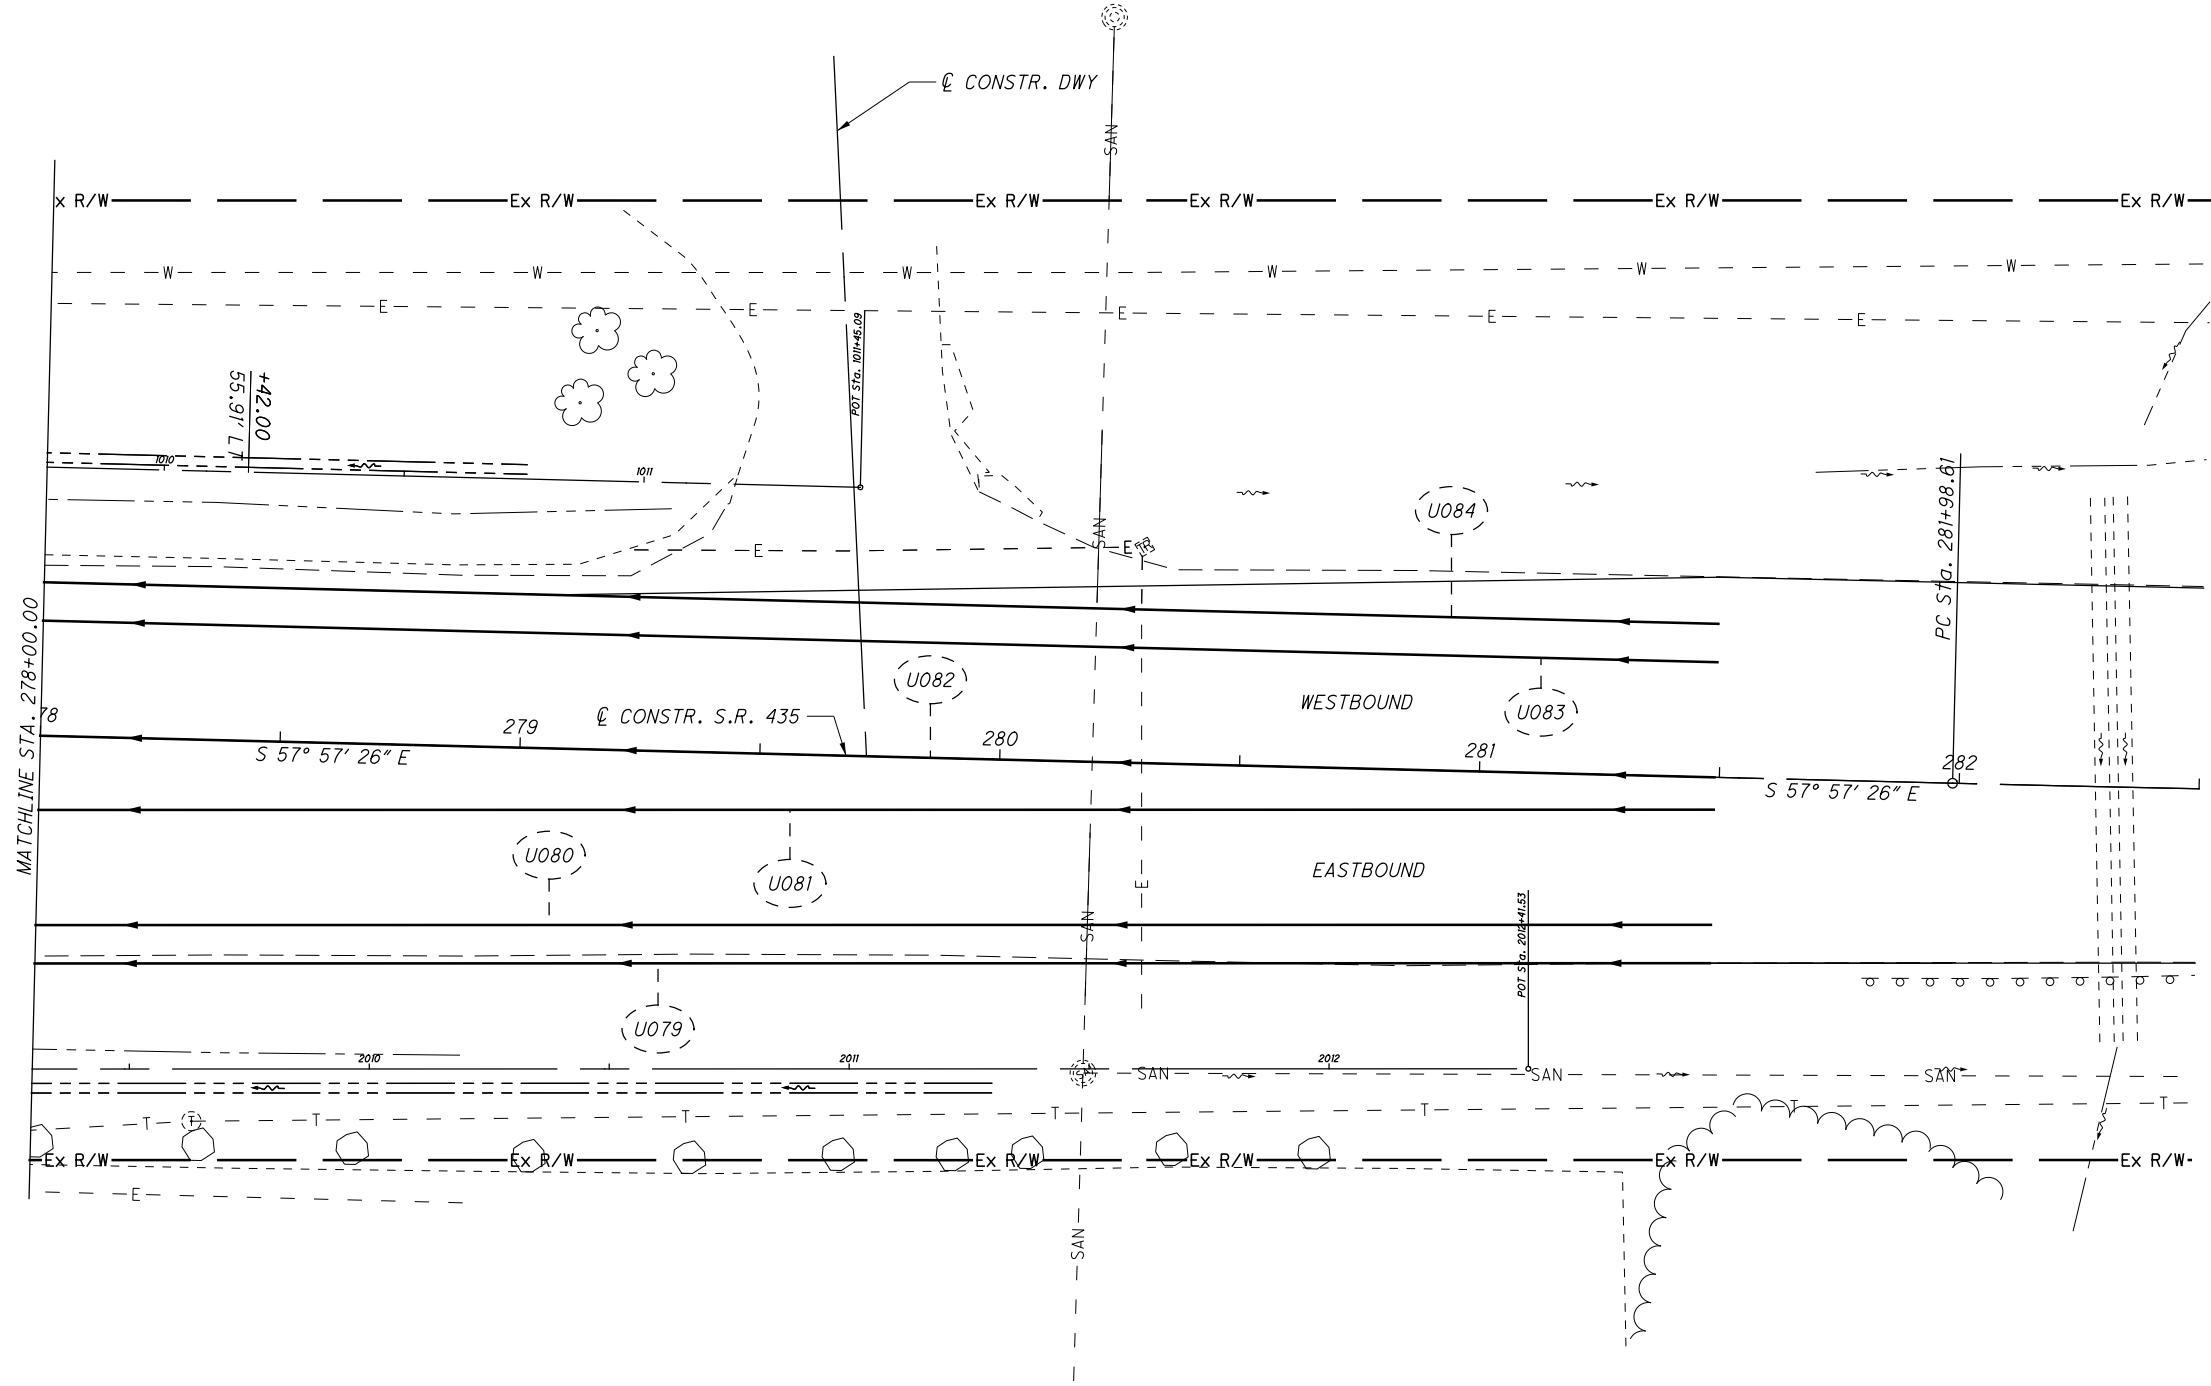 ℄ CONSTR. DWY
SAN
x R/W
Ex R/W
Ex R/W
Ex R/W
Ex R/W
Ex R/W
W
W
W
W
W
W
E
E
E
E
E
POT Sta. 1011+45.09
+42.00
55.91' LT
1010
1011
PC Sta. 281+98.61
U084
SAN
E
E
TR
MATCHLINE STA. 278+00.00
U082
WESTBOUND
U083
78
℄ CONSTR. S.R. 435
279
280
281
282
S 57° 57' 26" E
S 57° 57' 26" E
U080
U081
EASTBOUND
E
SAN
POT Sta. 2012+41.53
U079
2010
2011
2012
SAN
SAN
SAN
T
T
T
T
T
T
T
T
Ex R/W
Ex R/W
Ex R/W
Ex R/W
Ex R/W
Ex R/W
E
SAN